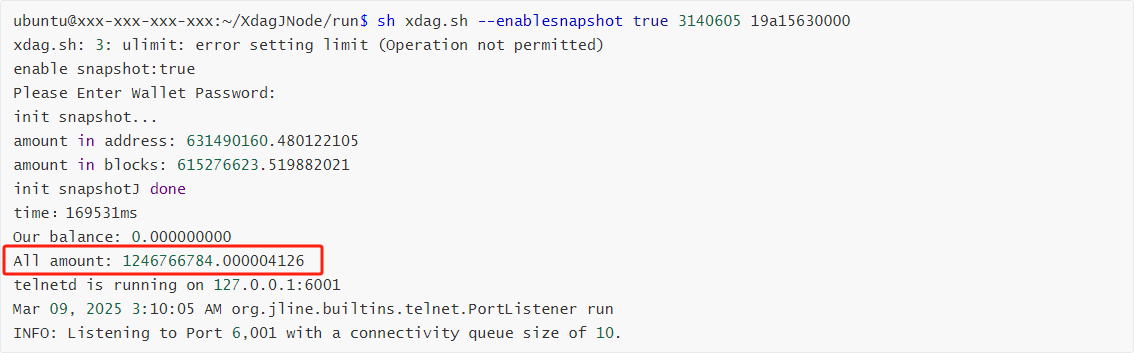 ubuntu@xxx-xxx-xxx-xxx:~/XdagJNode/run$ sh xdag.sh --enablesnapshot true 3140605 19a15630000
xdag.sh: 3: ulimit: error setting limit (Operation not permitted)
enable snapshot:true
Please Enter Wallet Password:
init snapshot...
amount in address: 631490160.480122105
amount in blocks: 615276623.519882021
init snapshotJ done
time：169531ms
Our balance: 0.000000000
All amount: 1246766784.000004126
telnetd is running on 127.0.0.1:6001
Mar 09, 2025 3:10:05 AM org.jline.builtins.telnet.PortListener run
INFO: Listening to Port 6,001 with a connectivity queue size of 10.